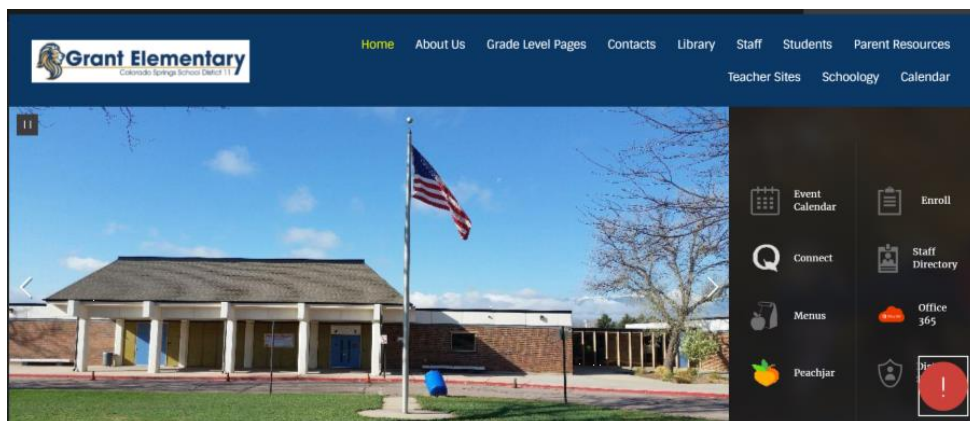 Grant Elementary
Colorado Springs School District 11
Home About Us Grade Level Pages Contacts Library Staff Students Parent Resources
Teacher Sites Schoology Calendar
Event
Calendar
Enroll
Q Connect
Staff
Directory
Menus
Office
365
Peachjar
!